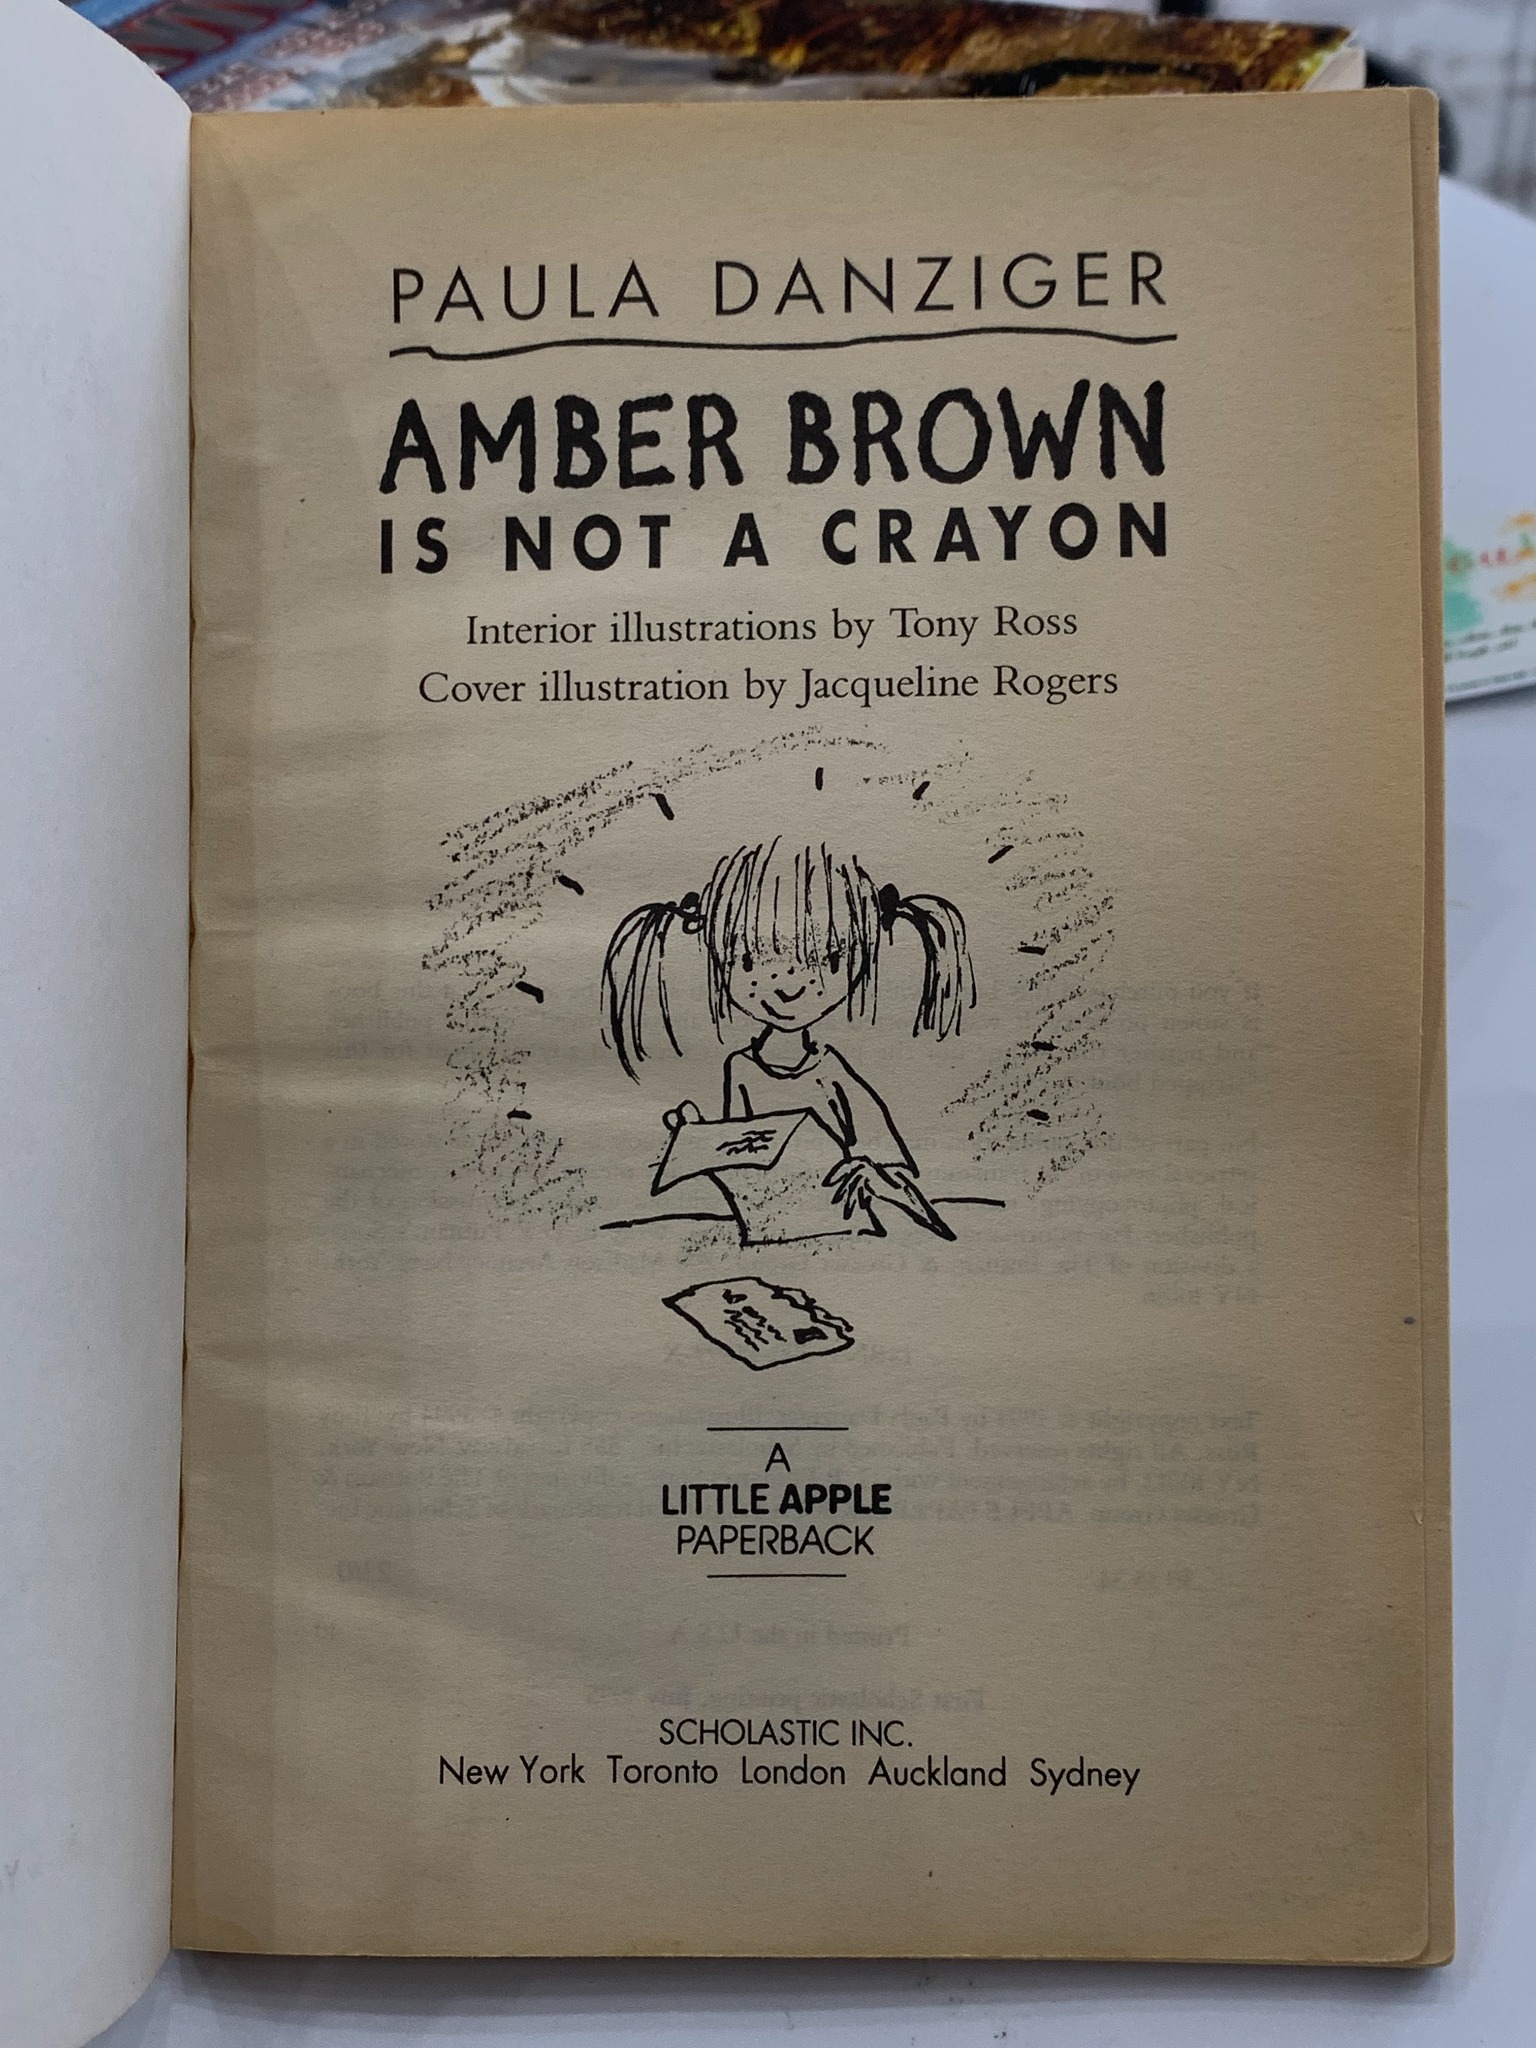 PAULA DANZIGER
AMBER BROWN
IS NOT A CRAYON
Interior illustrations by Tony Ross
Cover illustration by Jacqueline Rogers
A
LITTLE APPLE
PAPERBACK
SCHOLASTIC INC.
New York Toronto London Auckland Sydney